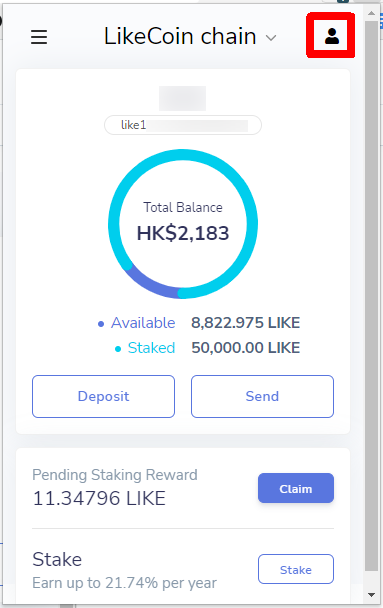 LikeCoin chain
like1
Total Balance
HK$2,183
Available 8,822.975 LIKE
Staked 50,000.00 LIKE
Deposit Send
Pending Staking Reward
11.34796 LIKE
Claim
Stake
Earn up to 21.74% per year
Stake